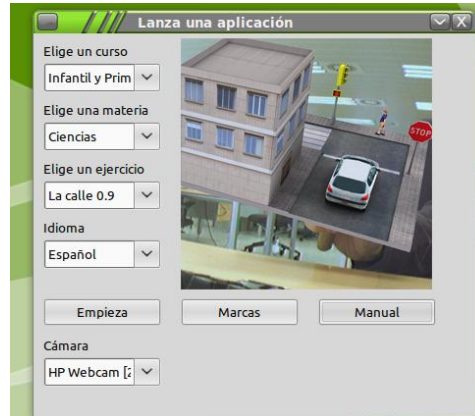 Lanza una aplicación
Elige un curso
Infantil y Prim
Elige una materia
Ciencias
Elige un ejercicio
La calle 0.9
Idioma
Español
STOP
Empieza
Marcas
Manual
Cámara
HP Webcam [2